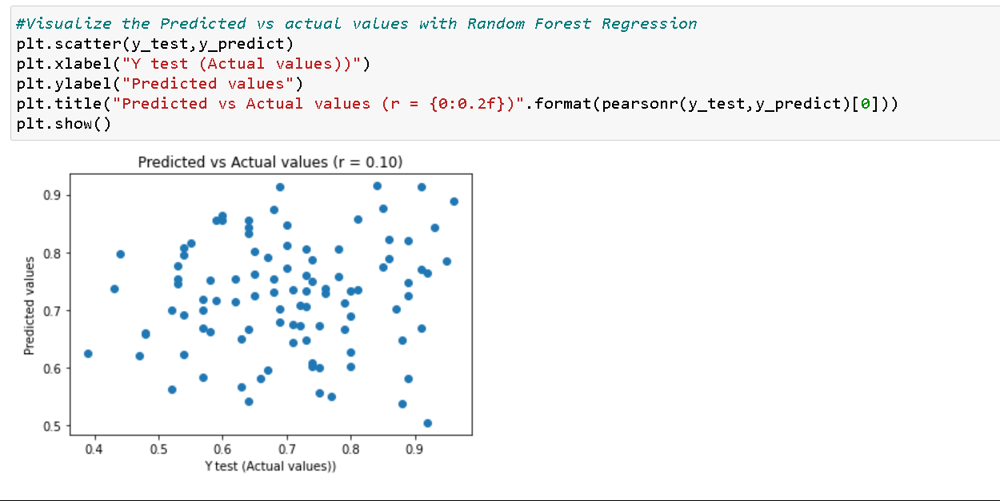 #Visualize the Predicted vs actual values with Random Forest Regression
plt.scatter(y_test,y_predict)
plt.xlabel("Y test (Actual values))")
plt.ylabel("Predicted values")
plt.title("Predicted vs Actual values (r = {0:0.2f})".format(pearsonr(y_test,y_predict)[0]))
plt.show()
Predicted vs Actual values (r = 0.10)
Predicted values
0.9
0.8
0.7
0.6
0.5
0.4 0.5 0.6 0.7 0.8 0.9
Y test (Actual values))